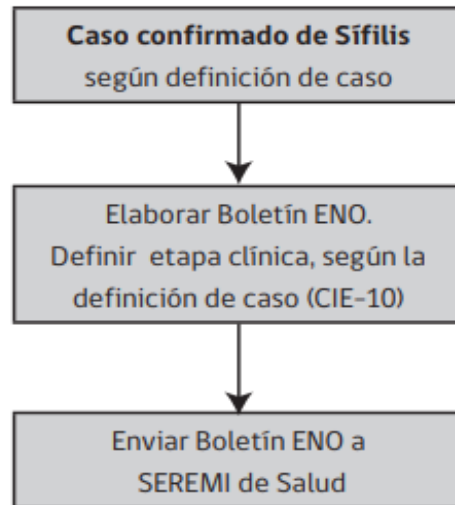 Caso confirmado de Sífilis
según definición de caso
Elaborar Boletín ENO.
Definir etapa clínica, según la
definición de caso (CIE-10)
Enviar Boletín ENO a
SEREMI de Salud